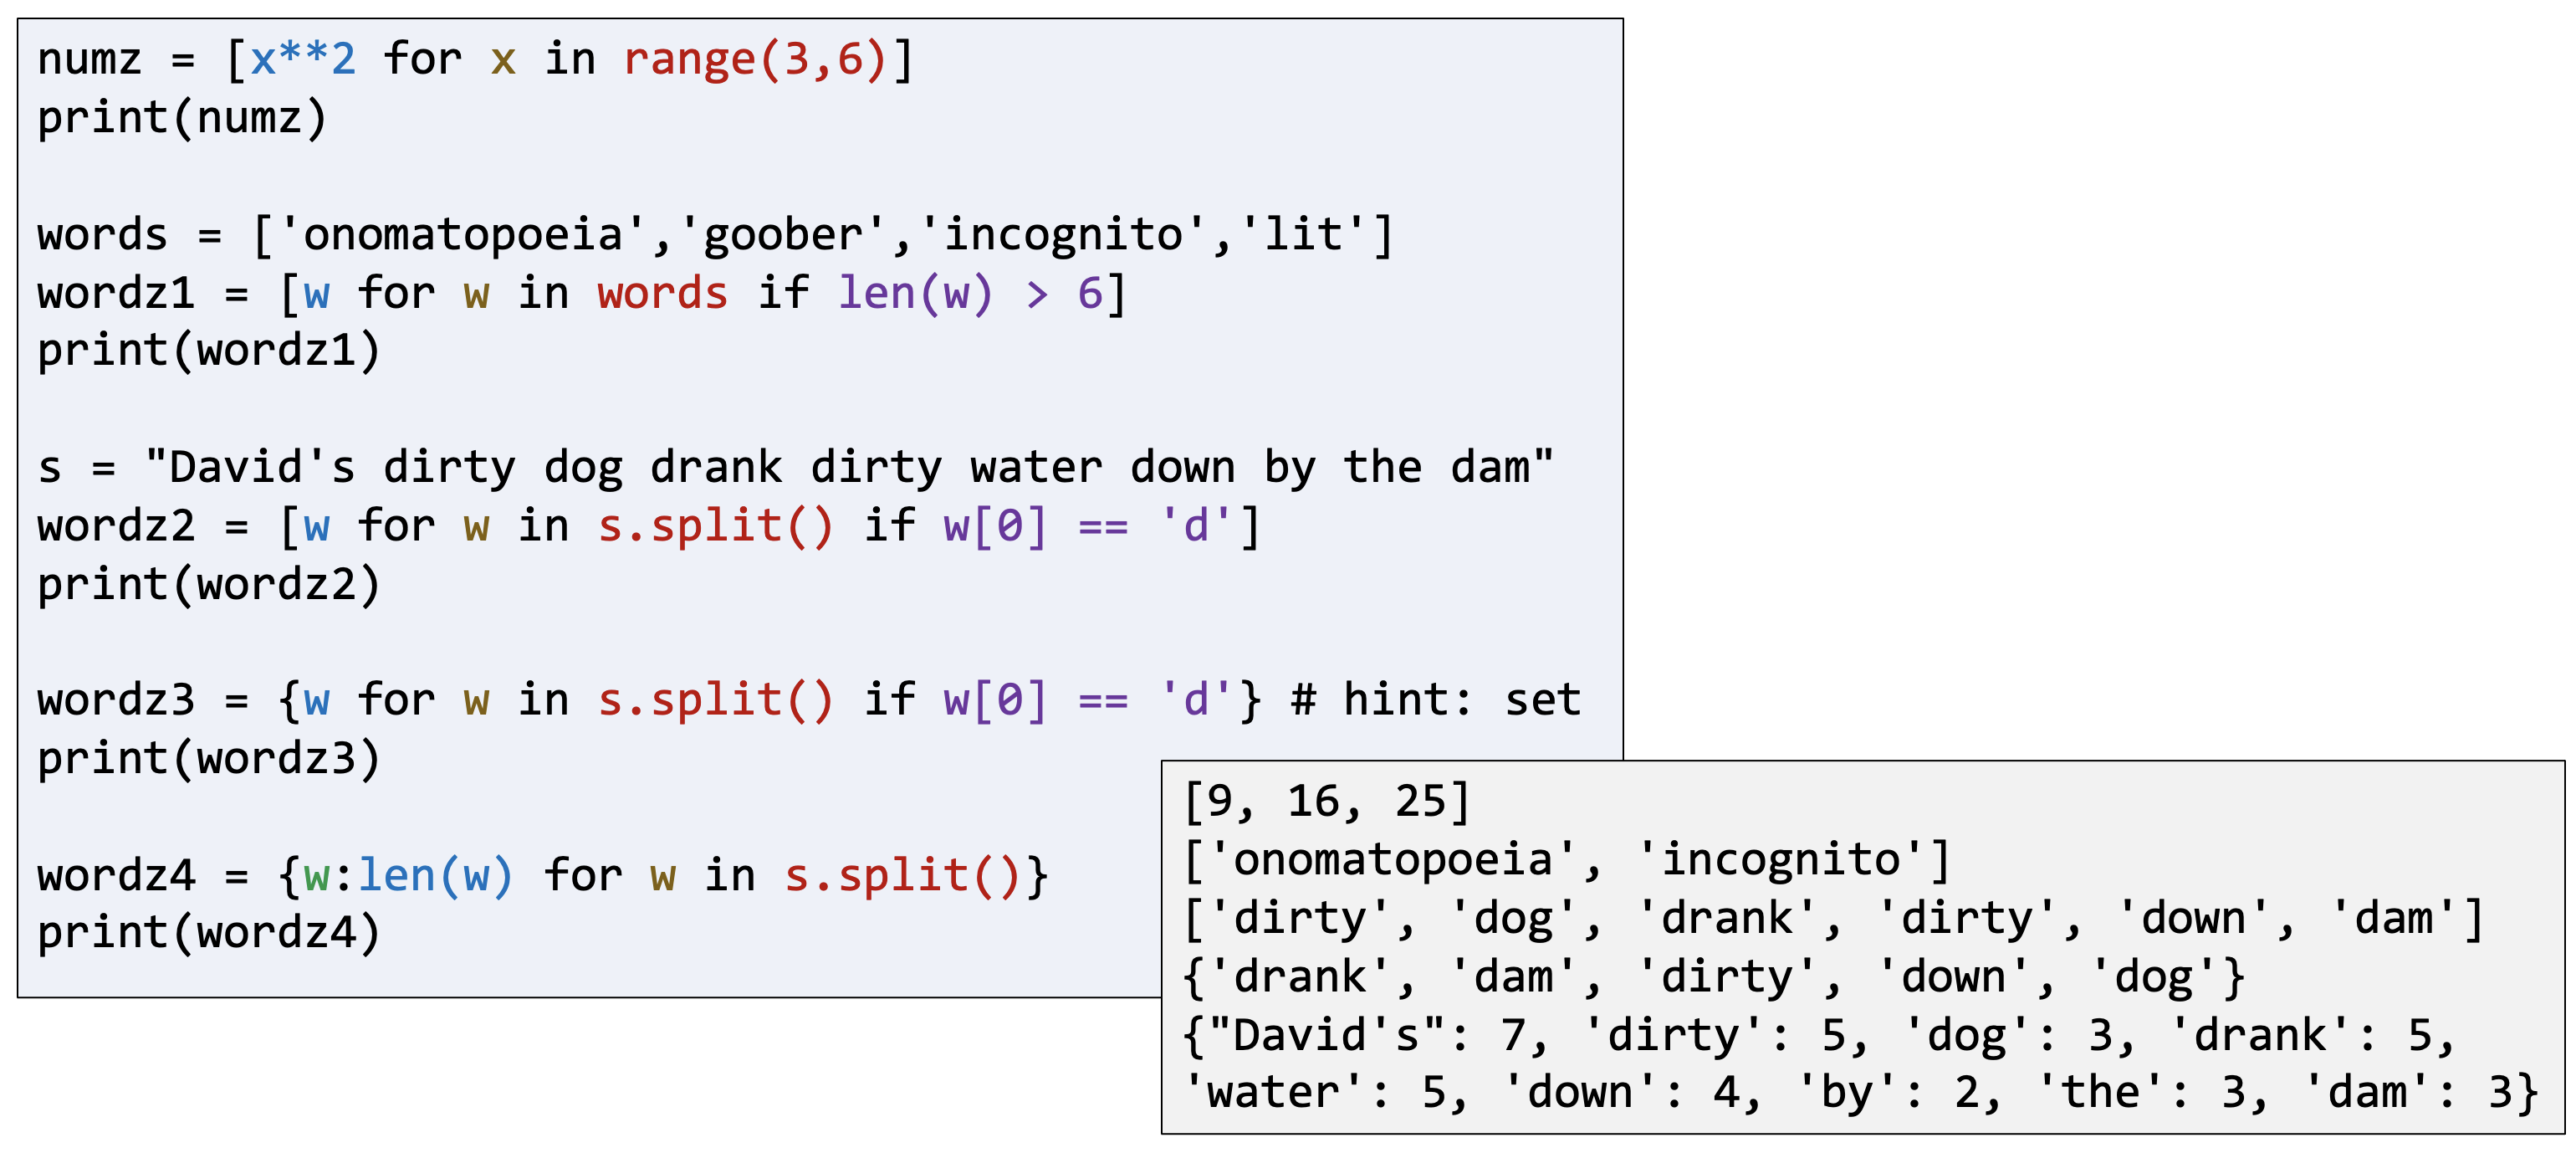 numz = [x**2 for x in range(3,6)]
print(numz)
words = ['onomatopoeia','goober','incognito','lit']
wordz1 = [w for w in words if len(w) > 6]
print(wordz1)
s = "David's dirty dog drank dirty water down by the dam"
wordz2 = [w for w in s.split() if w[0] == 'd']
print(wordz2)
wordz3 = {w for w in s.split() if w[0] == 'd'} # hint: set
print(wordz3)
wordz4 = {w:len(w) for w in s.split()}
print(wordz4)
[9, 16, 25]
['onomatopoeia', 'incognito']
['dirty', 'dog', 'drank', 'dirty', 'down', 'dam']
{'drank', 'dam', 'dirty', 'down', 'dog'}
{"David's": 7, 'dirty': 5, 'dog': 3, 'drank': 5,
'water': 5, 'down': 4, 'by': 2, 'the': 3, 'dam': 3}